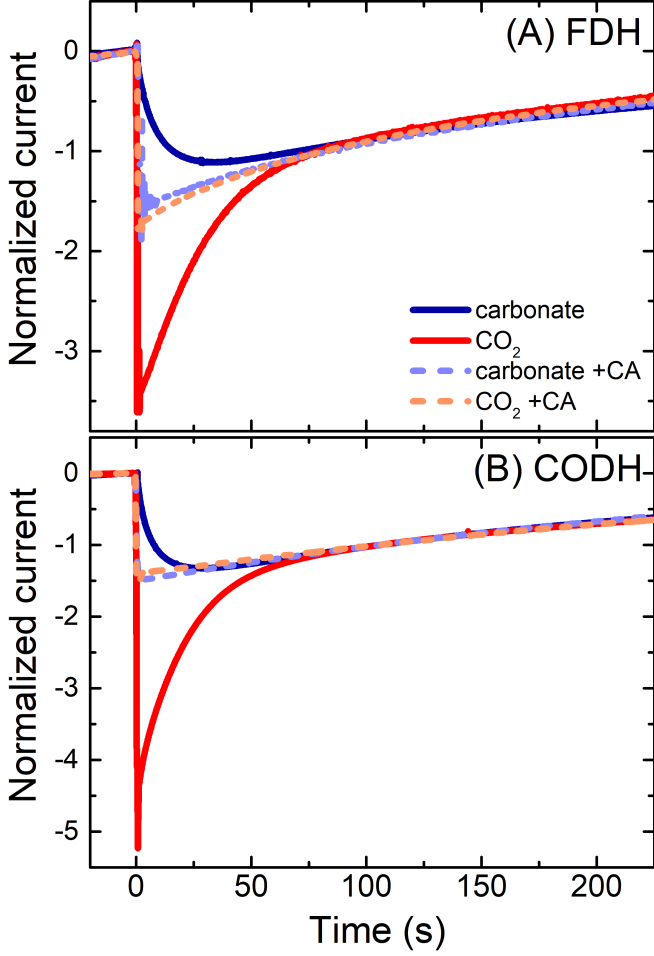 (A) FDH
0
-1
-2
-3
Normalized current
carbonate
CO₂
carbonate +CA
CO₂ +CA
(B) CODH
0
-1
-2
-3
-4
-5
Normalized current
0 50 100 150 200
Time (s)